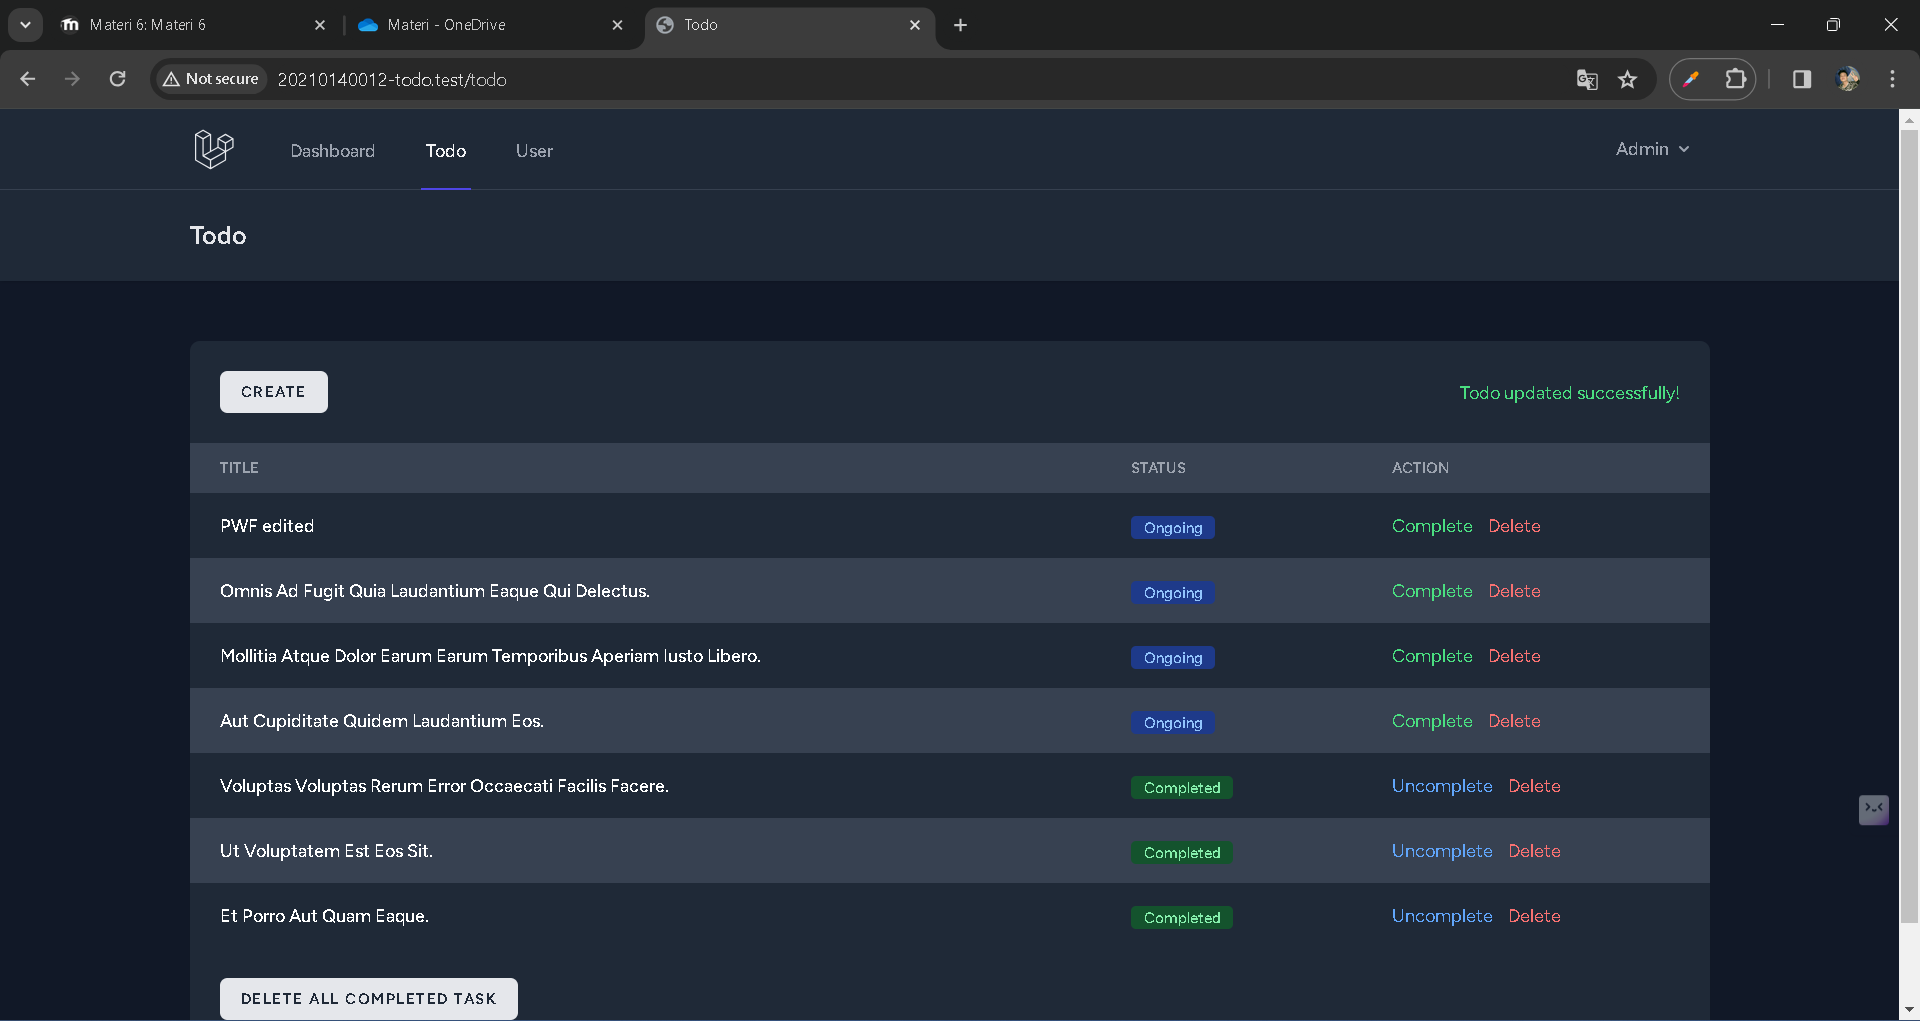 Materi 6: Materi 6
Materi - OneDrive
Todo
Not secure
20210140012-todo.test/todo
Dashboard
Todo
User
Admin
Todo
CREATE
Todo updated successfully!
TITLE STATUS ACTION
PWF edited Ongoing Complete Delete
Omnis Ad Fugit Quia Laudantium Eaque Qui Delectus. Ongoing Complete Delete
Mollitia Atque Dolor Earum Earum Temporibus Aperiam Iusto Libero. Ongoing Complete Delete
Aut Cupiditate Quidem Laudantium Eos. Ongoing Complete Delete
Voluptas Voluptas Rerum Error Occaecati Facilis Facere. Completed Uncomplete Delete
Ut Voluptatem Est Eos Sit. Completed Uncomplete Delete
Et Porro Aut Quam Eaque. Completed Uncomplete Delete
DELETE ALL COMPLETED TASK